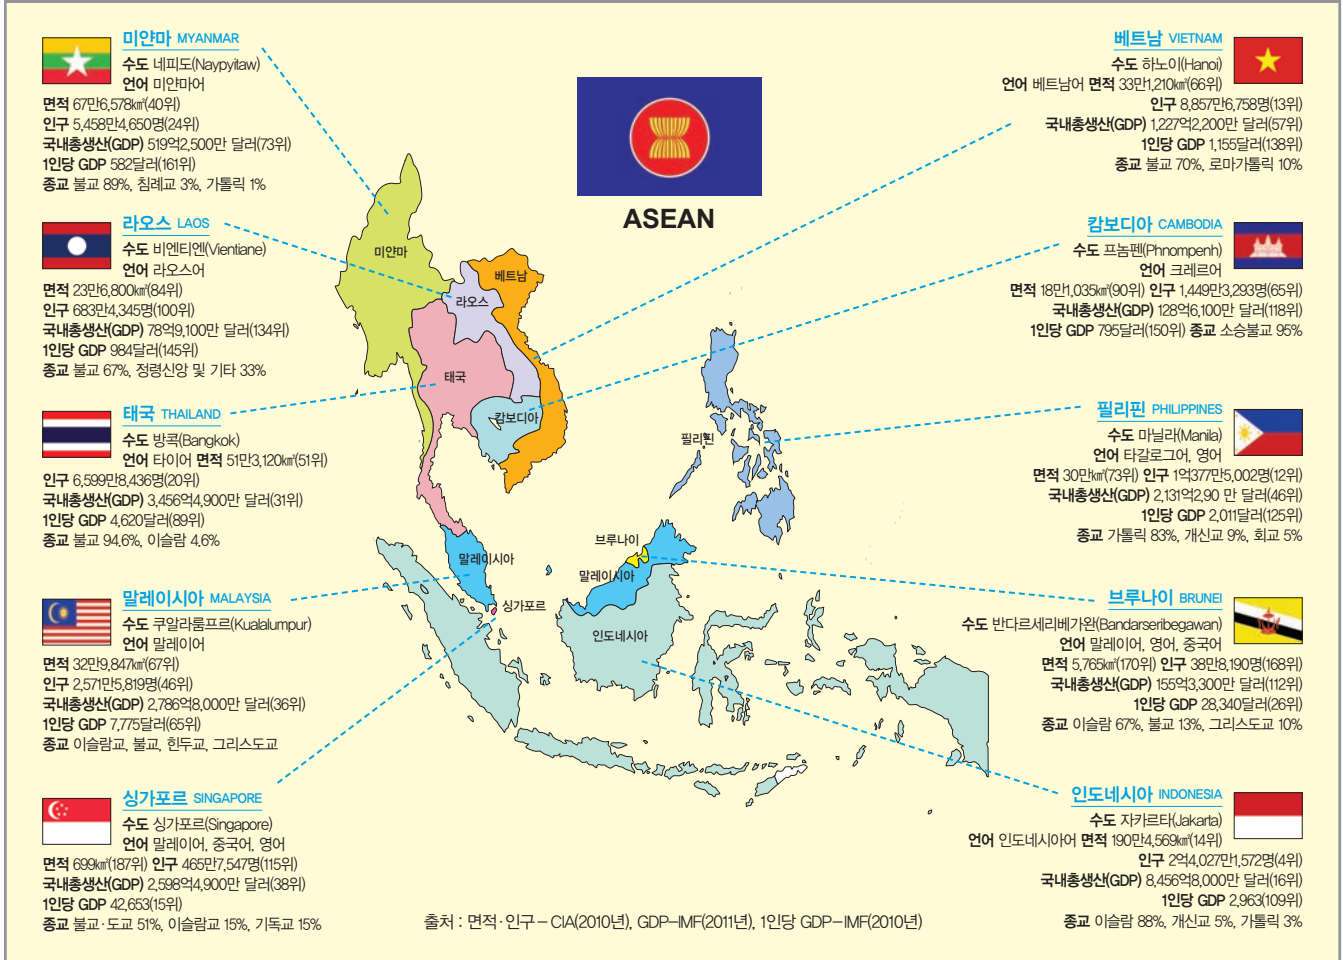 미얀마 MYANMAR
수도 네피도(Naypyitaw)
언어 미얀마어
면적 67만6,578㎢(40위)
인구 5,458만4,650명(24위)
국내총생산(GDP) 519억2,500만 달러(73위)
1인당 GDP 582달러(161위)
종교 불교 89%, 침례교 3%, 가톨릭 1%
라오스 LAOS
수도 비엔티엔(Vientiane)
언어 라오스어
면적 23만6,800㎢(84위)
인구 683만4,345명(100위)
국내총생산(GDP) 78억9,100만 달러(134위)
1인당 GDP 984달러(145위)
종교 불교 67%, 정령신앙 및 기타 33%
태국 THAILAND
수도 방콕(Bangkok)
언어 타이어 면적 51만3,120㎢(51위)
인구 6,599만8,436명(20위)
국내총생산(GDP) 3,456억4,900만 달러(31위)
1인당 GDP 4,620달러(89위)
종교 불교 94.6%, 이슬람 4.6%
말레이시아 MALAYSIA
수도 쿠알라룸프르(Kualalumpur)
언어 말레이어
면적 32만9,847㎢(67위)
인구 2,571만5,819명(46위)
국내총생산(GDP) 2,786억8,000만 달러(36위)
1인당 GDP 7,775달러(65위)
종교 이슬람교, 불교, 힌두교, 그리스도교
싱가포르 SINGAPORE
수도 싱가포르(Singapore)
언어 말레이어, 중국어, 영어
면적 699㎢(187위) 인구 465만7,547명(115위)
국내총생산(GDP) 2,598억4,900만 달러(38위)
1인당 GDP 42,653(15위)
종교 불교·도교 51%, 이슬람교 15%, 기독교 15%
ASEAN
미얀마
베트남
라오스
태국
캄보디아
필리핀
브루나이
말레이시아
말레이시아
싱가포르
인도네시아
베트남 VIETNAM
수도 하노이(Hanoi)
언어 베트남어 면적 33만1,210㎢(66위)
인구 8,857만6,758명(13위)
국내총생산(GDP) 1,227억2,200만 달러(57위)
1인당 GDP 1,155달러(138위)
종교 불교 70%, 로마가톨릭 10%
캄보디아 CAMBODIA
수도 프놈펜(Phnompenh)
언어 크레르어
면적 18만1,035㎢(90위) 인구 1,449만3,293명(65위)
국내총생산(GDP) 128억6,100만 달러(118위)
1인당 GDP 795달러(150위) 종교 소승불교 95%
필리핀 PHILIPPINES
수도 마닐라(Manila)
언어 타갈로그어, 영어
면적 30만㎢(73위) 인구 1억377만5,002명(12위)
국내총생산(GDP) 2,131억2,90 만 달러(46위)
1인당 GDP 2,011달러(125위)
종교 가톨릭 83%, 개신교 9%, 회교 5%
브루나이 BRUNEI
수도 반다르세리베가완(Bandarseribegawan)
언어 말레이어, 영어, 중국어
면적 5,765㎢(170위) 인구 38만8,190명(168위)
국내총생산(GDP) 155억3,300만 달러(112위)
1인당 GDP 28,340달러(26위)
종교 이슬람 67%, 불교 13%, 그리스도교 10%
인도네시아 INDONESIA
수도 자카르타(Jakarta)
언어 인도네시아어 면적 190만4,569㎢(14위)
인구 2억4,027만1,572명(4위)
국내총생산(GDP) 8,456억8,000만 달러(16위)
1인당 GDP 2,963(109위)
종교 이슬람 88%, 개신교 5%, 가톨릭 3%
출처 : 면적·인구-CIA(2010년), GDP-IMF(2011년), 1인당 GDP-IMF(2010년)